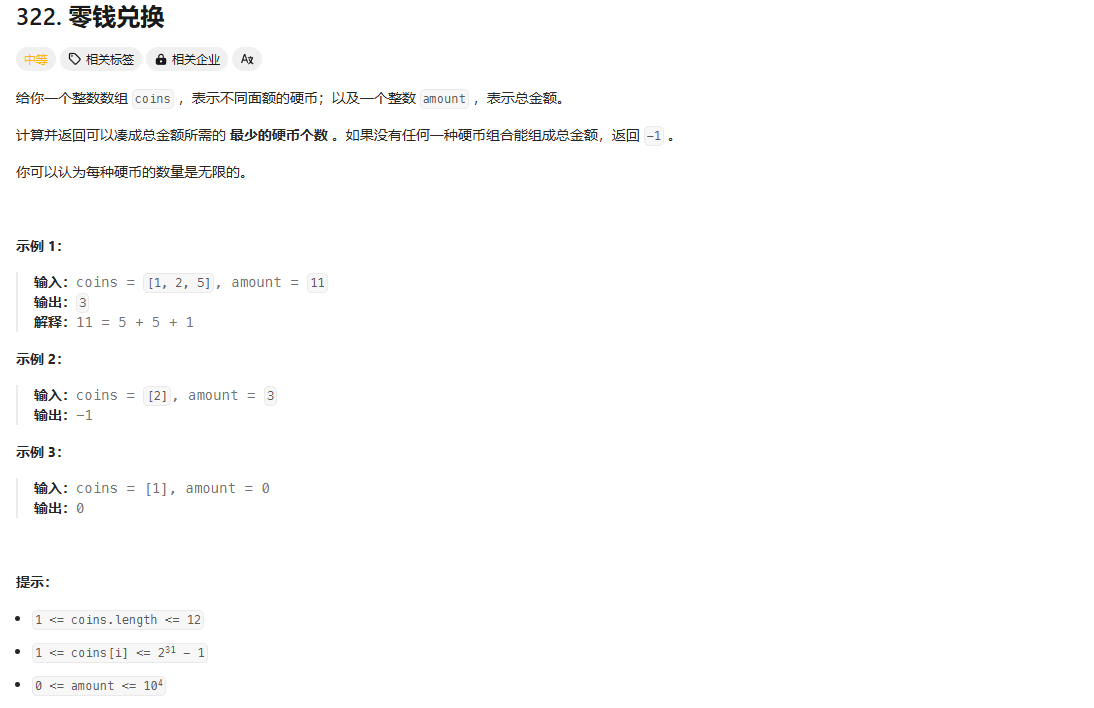 322. 零钱兑换
中等 相关标签 相关企业 Aあ
给你一个整数数组 coins ，表示不同面额的硬币；以及一个整数 amount ，表示总金额。
计算并返回可以凑成总金额所需的 最少的硬币个数 。如果没有任何一种硬币组合能组成总金额，返回 -1 。
你可以认为每种硬币的数量是无限的。
示例 1：
输入：coins = [1, 2, 5], amount = 11
输出：3
解释：11 = 5 + 5 + 1
示例 2：
输入：coins = [2], amount = 3
输出：-1
示例 3：
输入：coins = [1], amount = 0
输出：0
提示：
1 <= coins.length <= 12
1 <= coins[i] <= 2³¹ - 1
0 <= amount <= 10⁴